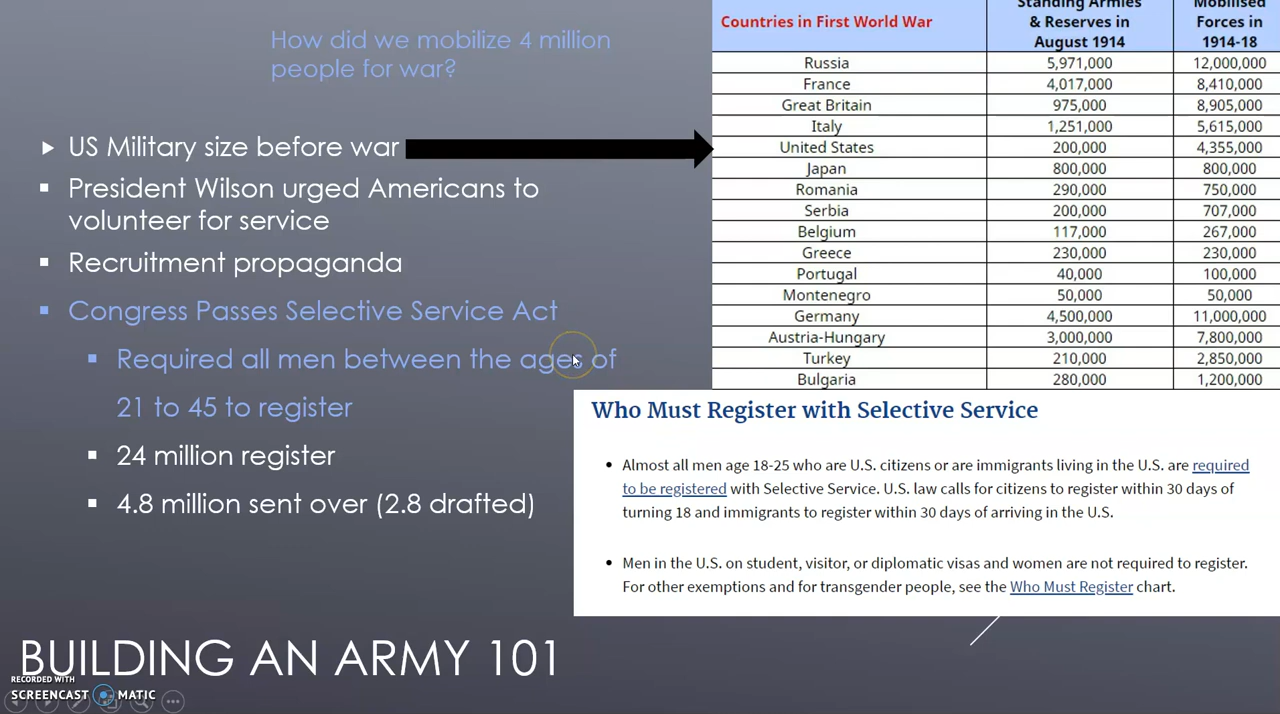 How did we mobilize 4 million
people for war?
US Military size before war
President Wilson urged Americans to
volunteer for service
Recruitment propaganda
Congress Passes Selective Service Act
Required all men between the ages of
21 to 45 to register
24 million register
4.8 million sent over (2.8 drafted)
Countries in First World War
Standing Armies
& Reserves in
August 1914
Mobilised
Forces in
1914-18
Russia 5,971,000 12,000,000
France 4,017,000 8,410,000
Great Britain 975,000 8,905,000
Italy 1,251,000 5,615,000
United States 200,000 4,355,000
Japan 800,000 800,000
Romania 290,000 750,000
Serbia 200,000 707,000
Belgium 117,000 267,000
Greece 230,000 230,000
Portugal 40,000 100,000
Montenegro 50,000 50,000
Germany 4,500,000 11,000,000
Austria-Hungary 3,000,000 7,800,000
Turkey 210,000 2,850,000
Bulgaria 280,000 1,200,000
Who Must Register with Selective Service
Almost all men age 18-25 who are U.S. citizens or are immigrants living in the U.S. are required
to be registered with Selective Service. U.S. law calls for citizens to register within 30 days of
turning 18 and immigrants to register within 30 days of arriving in the U.S.
Men in the U.S. on student, visitor, or diplomatic visas and women are not required to register.
For other exemptions and for transgender people, see the Who Must Register chart.
BUILDING AN ARMY 101
RECORDED WITH
SCREENCAST MATIC